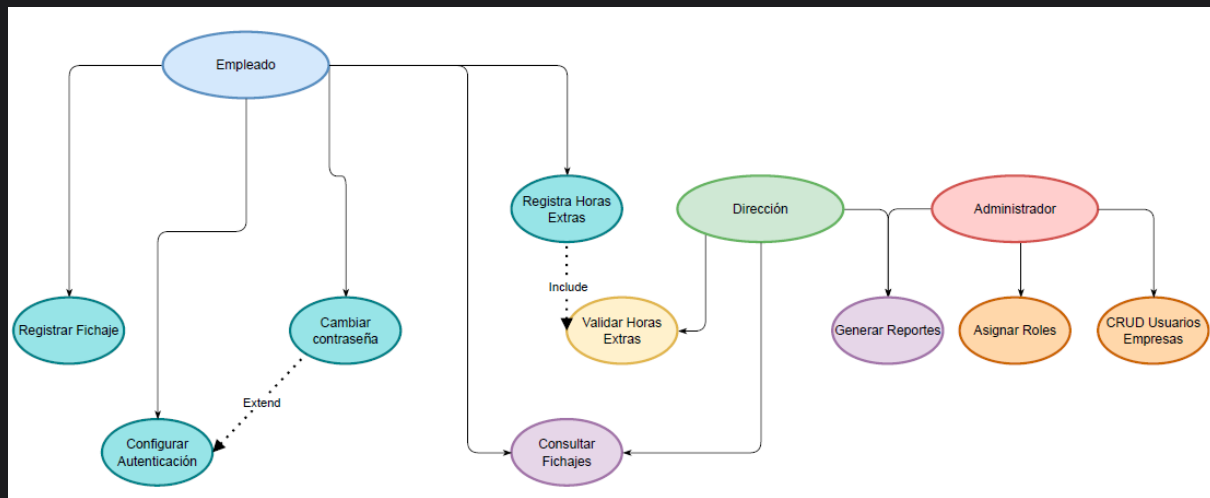 Empleado
Registra Horas
Extras
Dirección
Administrador
Include
Registrar Fichaje
Cambiar
contraseña
Validar Horas
Extras
Generar Reportes
Asignar Roles
CRUD Usuarios
Empresas
Extend
Configurar
Autenticación
Consultar
Fichajes